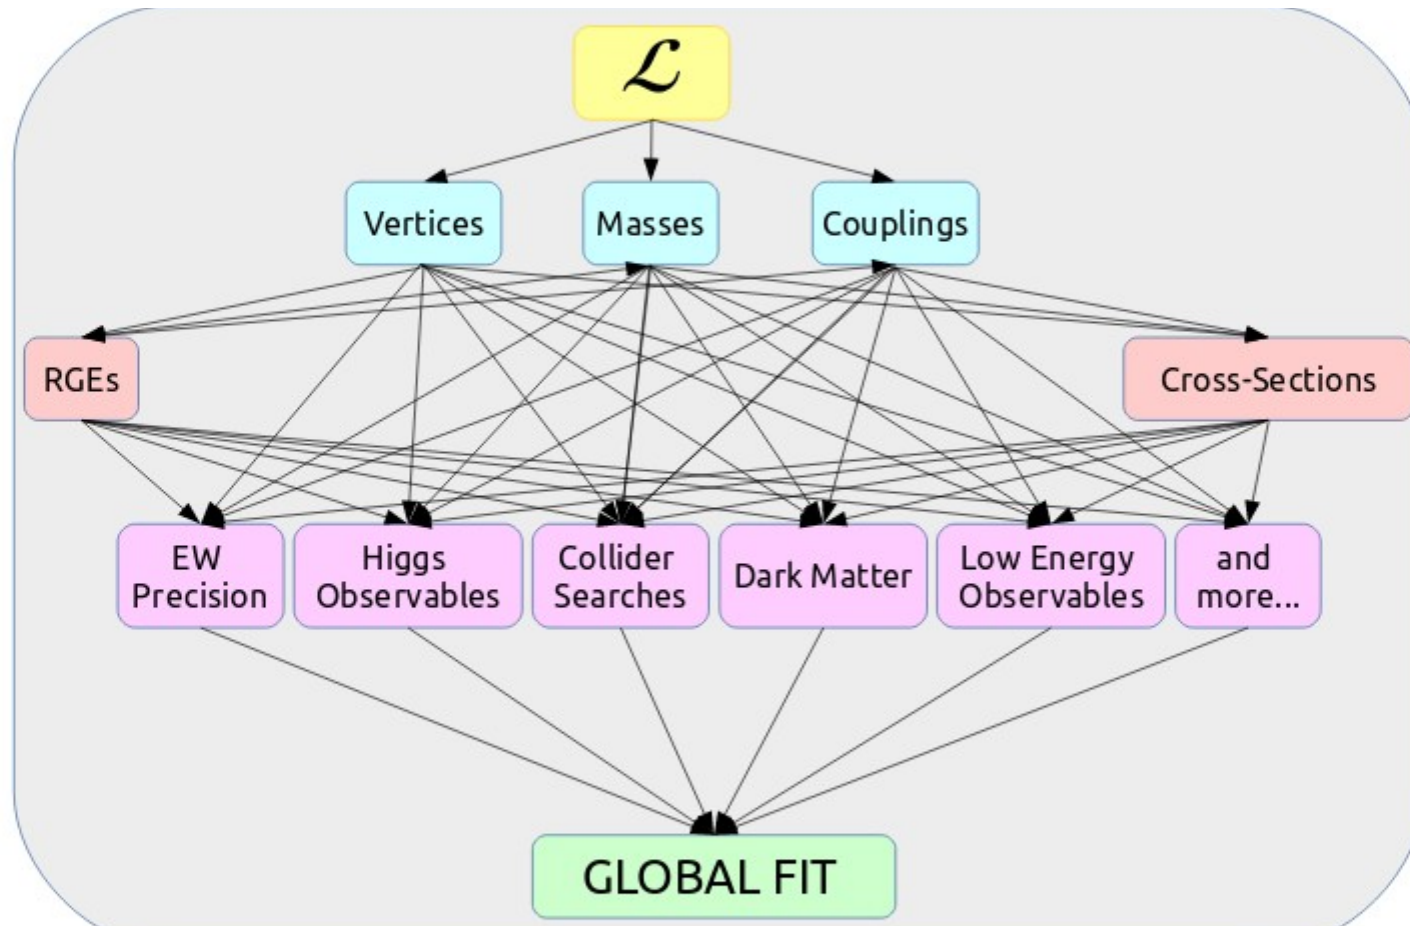 ℒ
Vertices
Masses
Couplings
RGEs
Cross-Sections
EW
Precision
Higgs
Observables
Collider
Searches
Dark Matter
Low Energy
Observables
and
more...
GLOBAL FIT